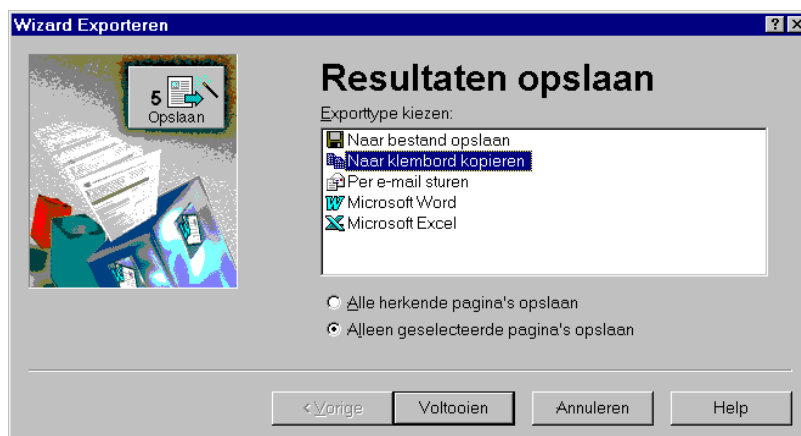 Wizard Exporteren
5
Opslaan
Resultaten opslaan
Exporttype kiezen:
Naar bestand opslaan
Naar klembord kopieren
Per e-mail sturen
Microsoft Word
Microsoft Excel
Alle herkende pagina's opslaan
Alleen geselecteerde pagina's opslaan
< Vorige
Voltooien
Annuleren
Help